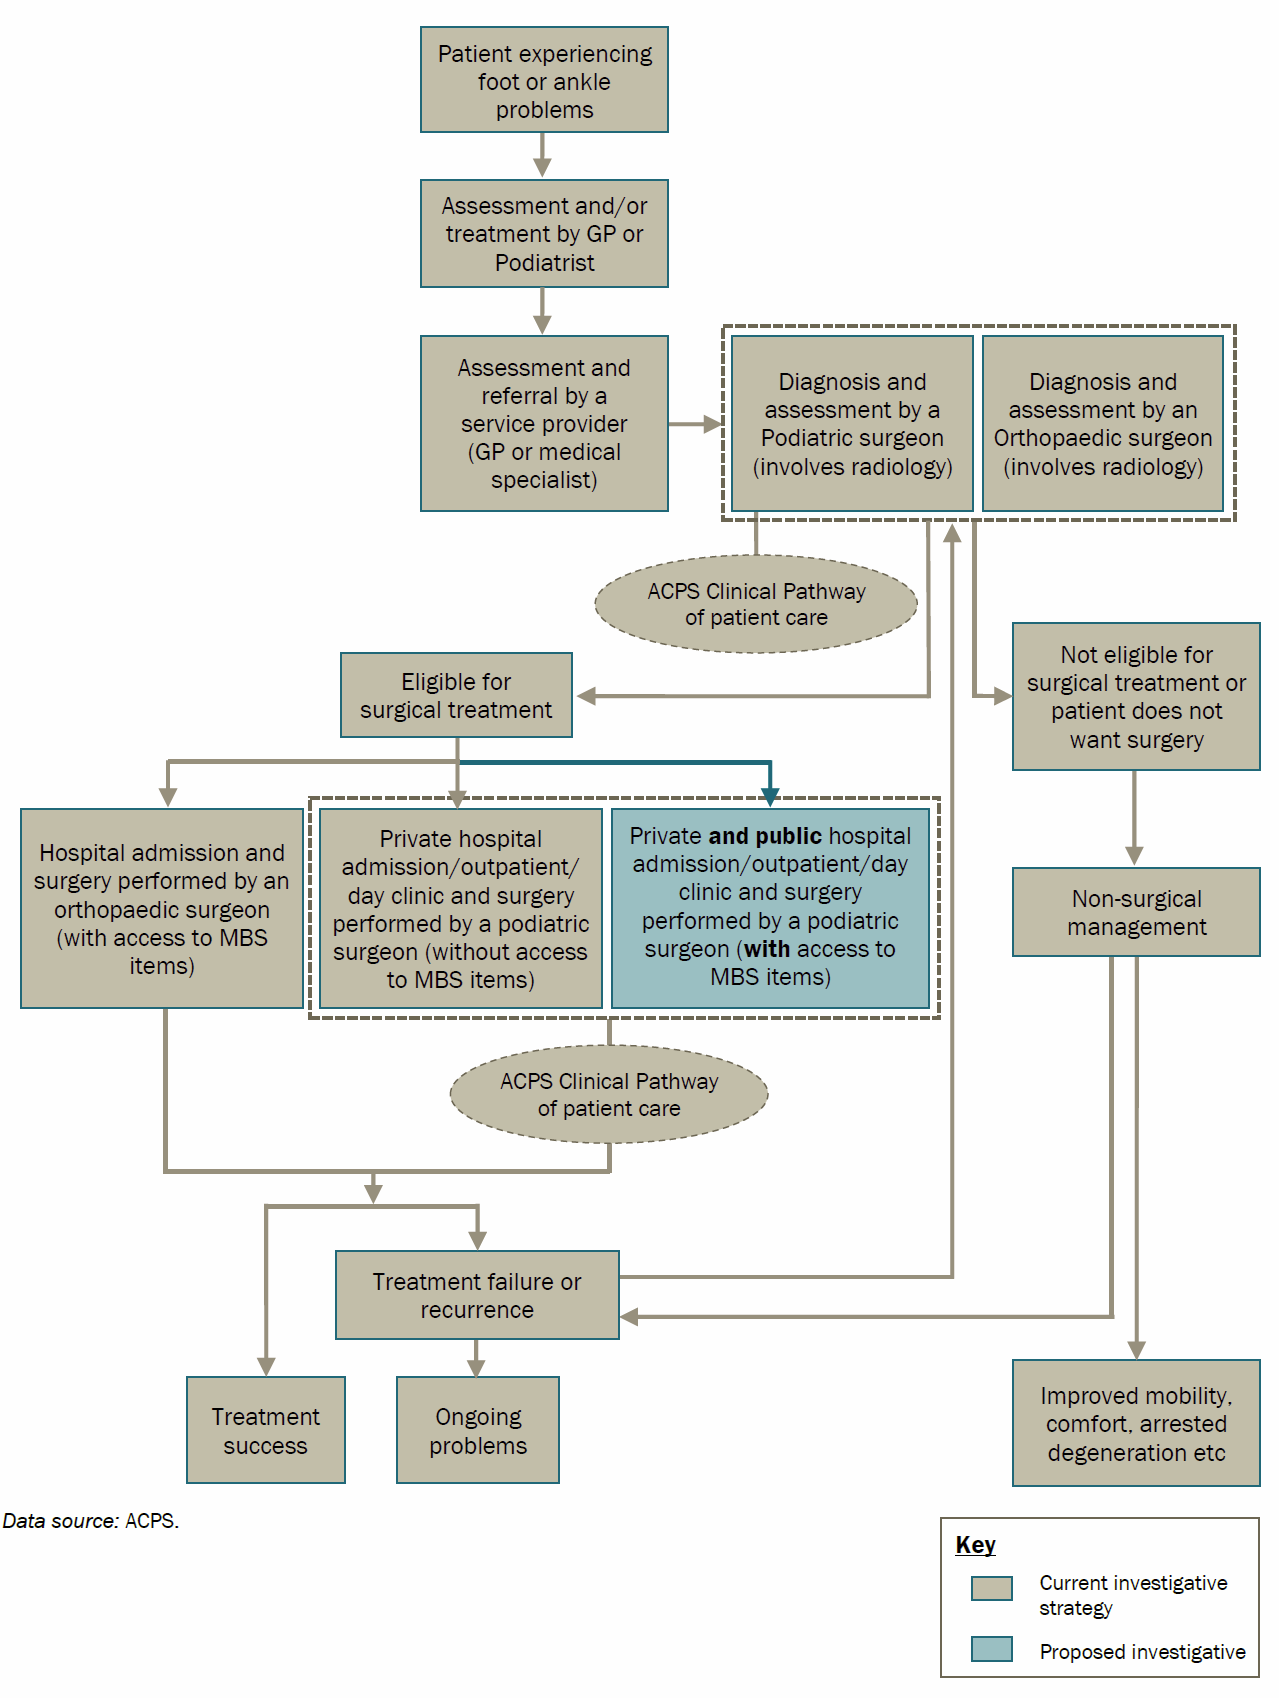 Patient experiencing
foot or ankle
problems
Assessment and/or
treatment by GP or
Podiatrist
Assessment and
referral by a
service provider
(GP or medical
specialist)
Diagnosis and
assessment by a
Podiatric surgeon
(involves radiology)
Diagnosis and
assessment by an
Orthopaedic surgeon
(involves radiology)
ACPS Clinical Pathway
of patient care
Eligible for
surgical treatment
Not eligible for
surgical treatment or
patient does not
want surgery
Hospital admission and
surgery performed by an
orthopaedic surgeon
(with access to MBS
items)
Private hospital
admission/outpatient/
day clinic and surgery
performed by a podiatric
surgeon (without access
to MBS items)
Private and public hospital
admission/outpatient/day
clinic and surgery
performed by a podiatric
surgeon (with access to
MBS items)
Non-surgical
management
ACPS Clinical Pathway
of patient care
Treatment failure or
recurrence
Treatment
success
Ongoing
problems
Improved mobility,
comfort, arrested
degeneration etc
Data source: ACPS.
Key
Current investigative
strategy
Proposed investigative